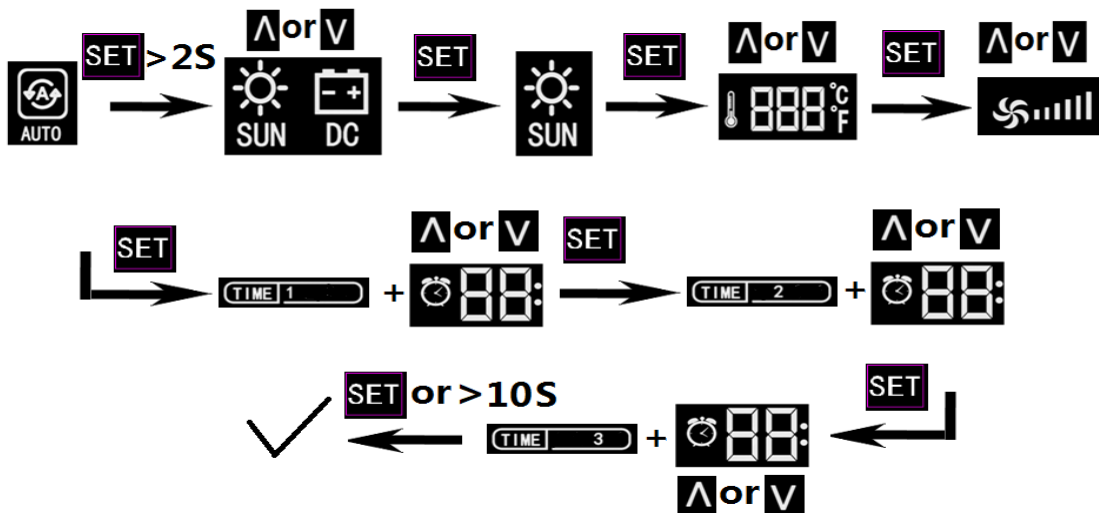 Λ or V
Λ or V
Λ or V
SET >2S
SET
SET
SET
AUTO
SUN
DC
SUN
888 °C °F
SET
Λ or V
SET
Λ or V
TIME 1 + 88:
TIME 2 + 88:
SET or >10S
SET
TIME 3 + 88:
Λ or V